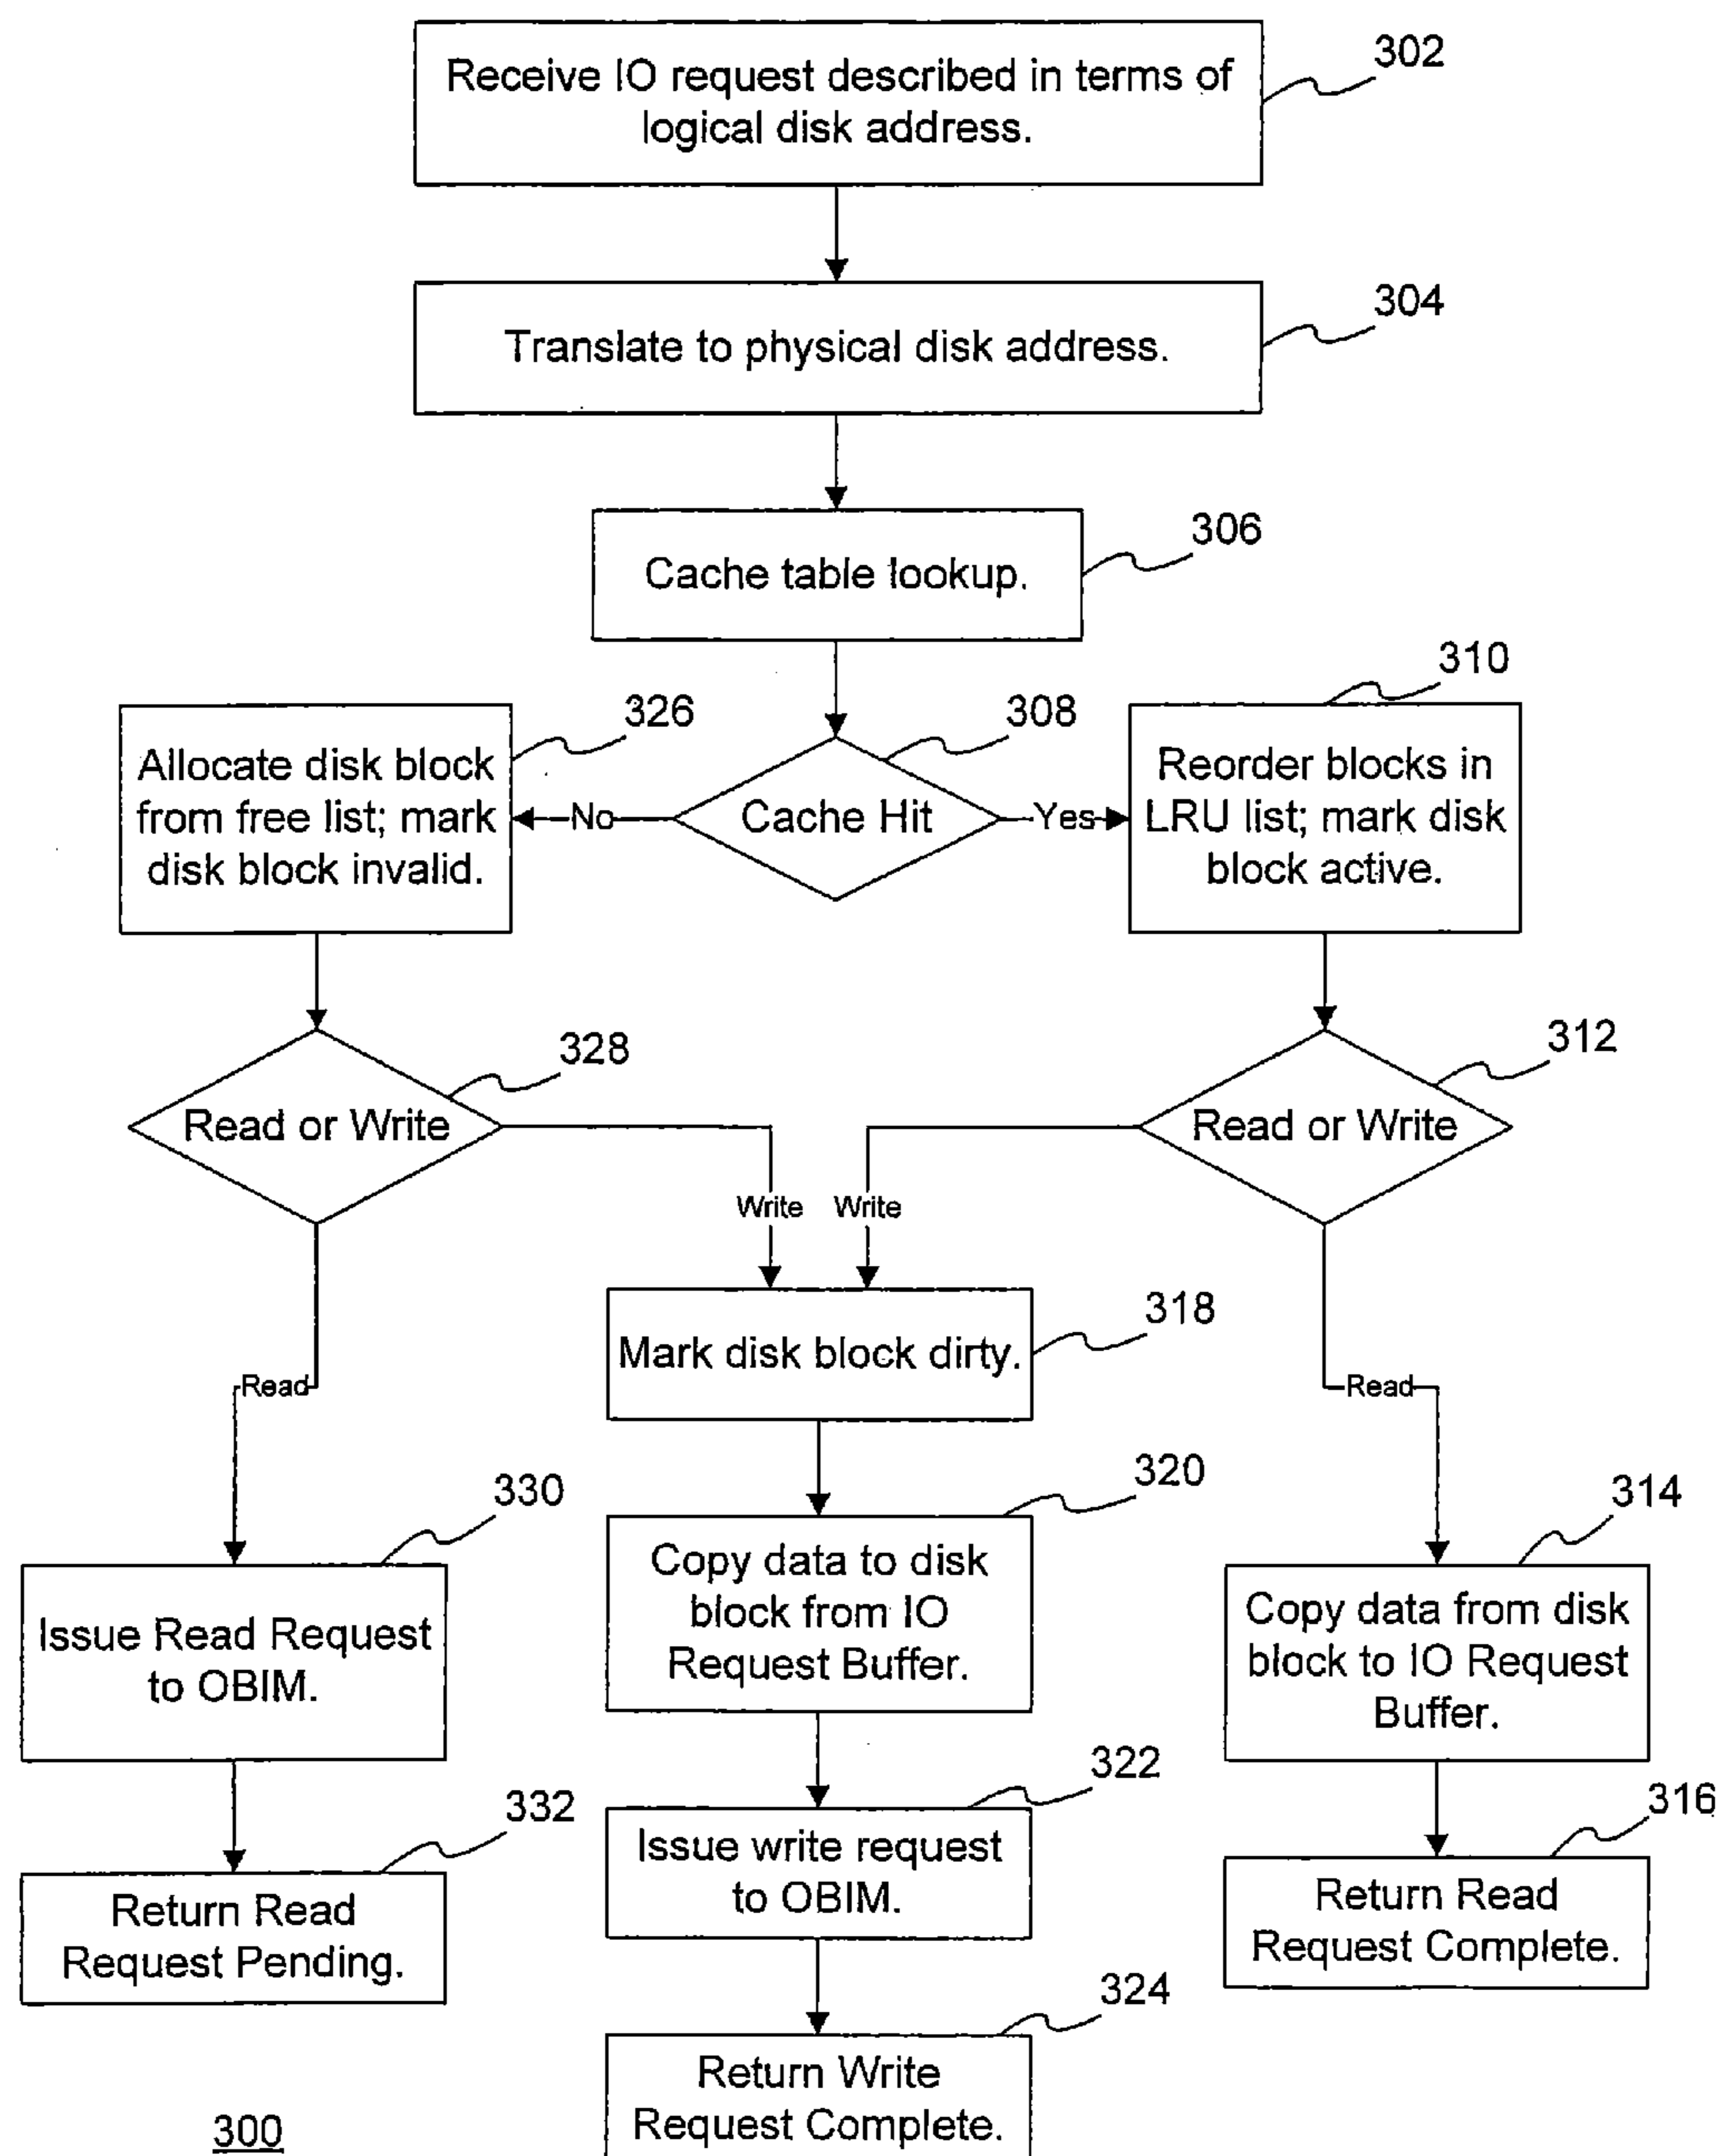 Receive IO request described in terms of
logical disk address.
302
Translate to physical disk address.
304
Cache table lookup.
306
Allocate disk block
from free list; mark
disk block invalid.
326
No
Cache Hit
308
Yes
Reorder blocks in
LRU list; mark disk
block active.
310
Read or Write
328
Read or Write
312
Write
Write
Mark disk block dirty.
318
Read
Read
Issue Read Request
to OBIM.
330
Copy data to disk
block from IO
Request Buffer.
320
Copy data from disk
block to IO Request
Buffer.
314
Return Read
Request Pending.
332
Issue write request
to OBIM.
322
Return Read
Request Complete.
316
Return Write
Request Complete.
324
300